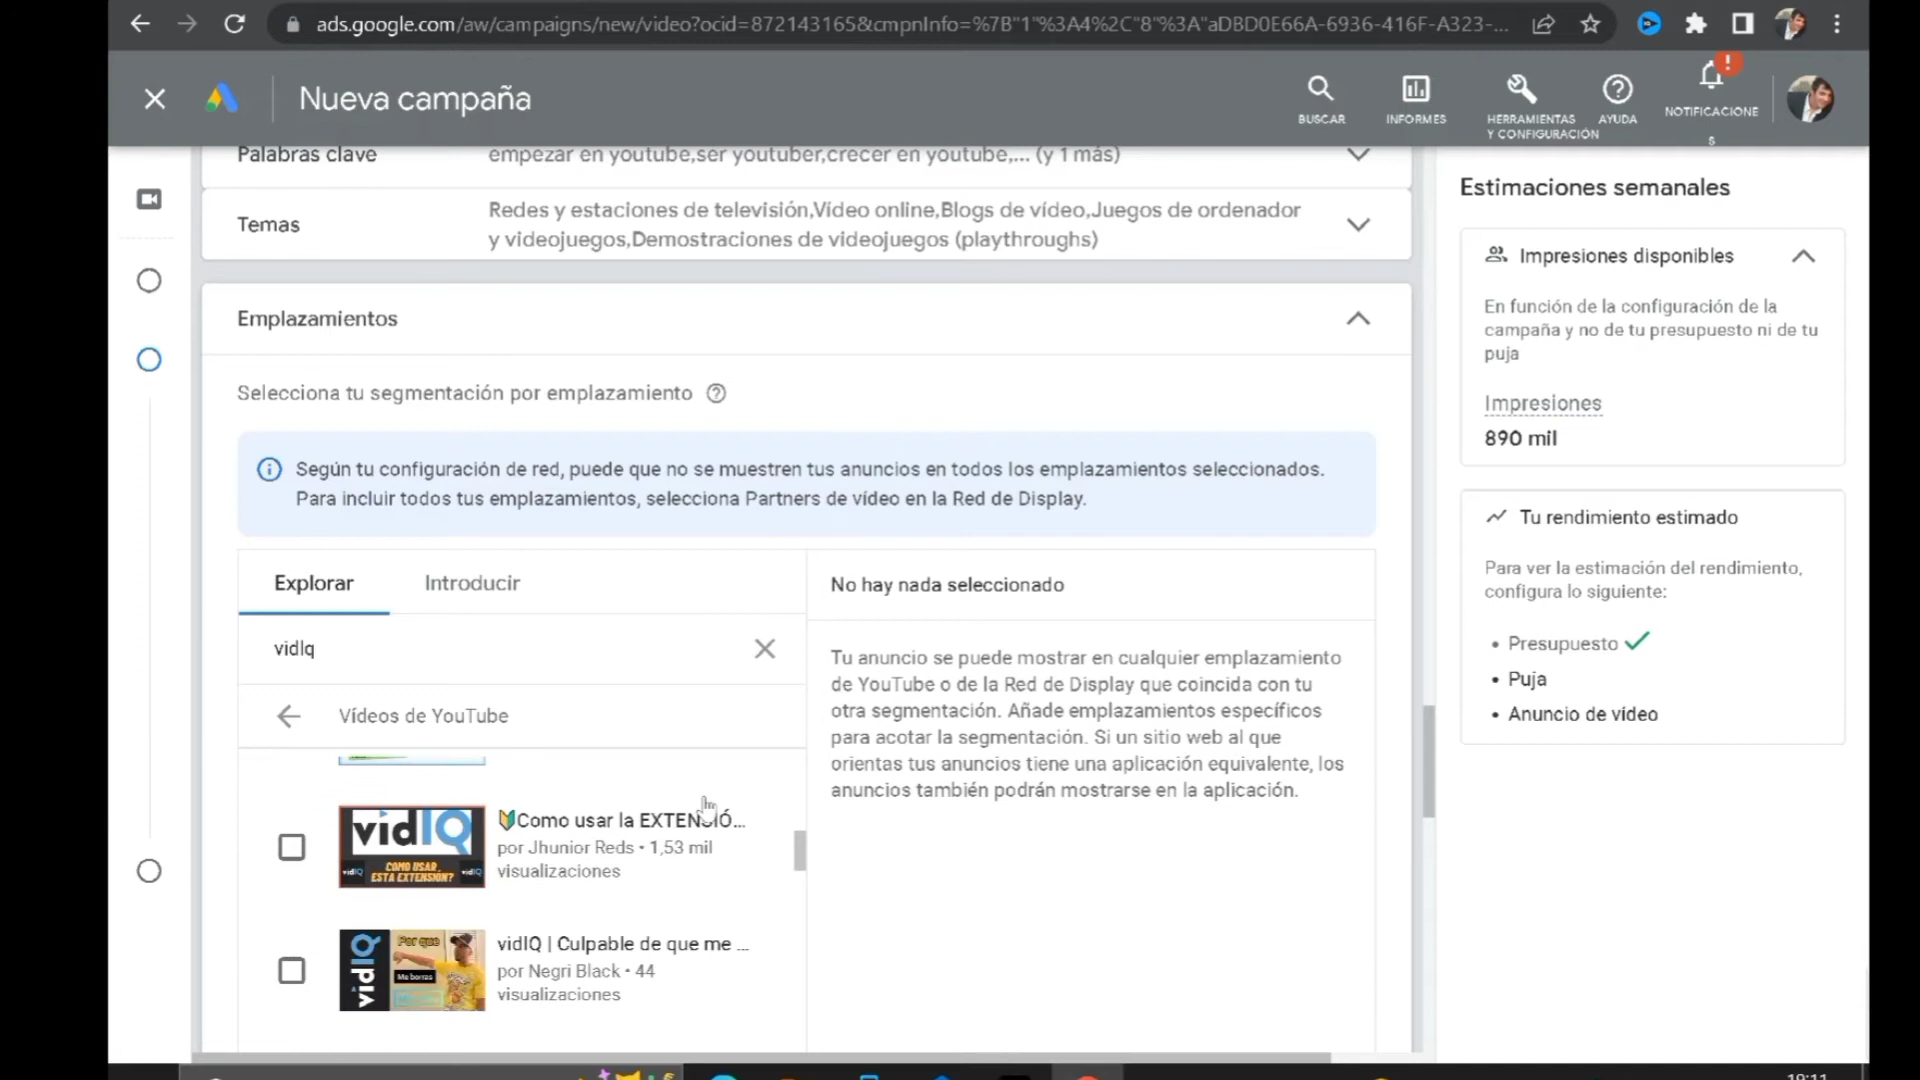 ads.google.com/aw/campaigns/new/video?ocid=872143165&cmpnInfo=%7B"1"%3A4%2C"8"%3A"aDBD0E66A-6936-416F-A323-...
Nueva campaña
BUSCAR
INFORMES
HERRAMIENTAS
Y CONFIGURACIÓN
AYUDA
!
NOTIFICACIONE
S
Palabras clave
empezar en youtube,ser youtuber,crecer en youtube,... (y 1 más)
Temas
Redes y estaciones de televisión,Vídeo online,Blogs de vídeo,Juegos de ordenador
y videojuegos,Demostraciones de videojuegos (playthroughs)
Emplazamientos
Selecciona tu segmentación por emplazamiento
Según tu configuración de red, puede que no se muestren tus anuncios en todos los emplazamientos seleccionados.
Para incluir todos tus emplazamientos, selecciona Partners de vídeo en la Red de Display.
Explorar
Introducir
vidIq
Vídeos de YouTube
vidIQ
COMO USAR
ESTA EXTENSIÓN?
vidIQ
vidIQ
🔰Como usar la EXTENSIÓ...
por Jhunior Reds • 1,53 mil
visualizaciones
vidIQ
Por que
Me borras
vidIQ | Culpable de que me ...
por Negri Black • 44
visualizaciones
No hay nada seleccionado
Tu anuncio se puede mostrar en cualquier emplazamiento
de YouTube o de la Red de Display que coincida con tu
otra segmentación. Añade emplazamientos específicos
para acotar la segmentación. Si un sitio web al que
orientas tus anuncios tiene una aplicación equivalente, los
anuncios también podrán mostrarse en la aplicación.
Estimaciones semanales
Impresiones disponibles
En función de la configuración de la
campaña y no de tu presupuesto ni de tu
puja
Impresiones
890 mil
Tu rendimiento estimado
Para ver la estimación del rendimiento,
configura lo siguiente:
• Presupuesto
• Puja
• Anuncio de vídeo